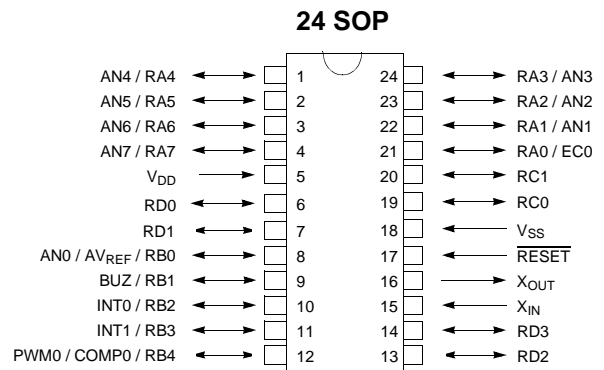 24 SOP
AN4 / RA4 1 24 RA3 / AN3
AN5 / RA5 2 23 RA2 / AN2
AN6 / RA6 3 22 RA1 / AN1
AN7 / RA7 4 21 RA0 / EC0
VDD 5 20 RC1
RD0 6 19 RC0
RD1 7 18 VSS
AN0 / AVREF / RB0 8 17 RESET
BUZ / RB1 9 16 XOUT
INT0 / RB2 10 15 XIN
INT1 / RB3 11 14 RD3
PWM0 / COMP0 / RB4 12 13 RD2